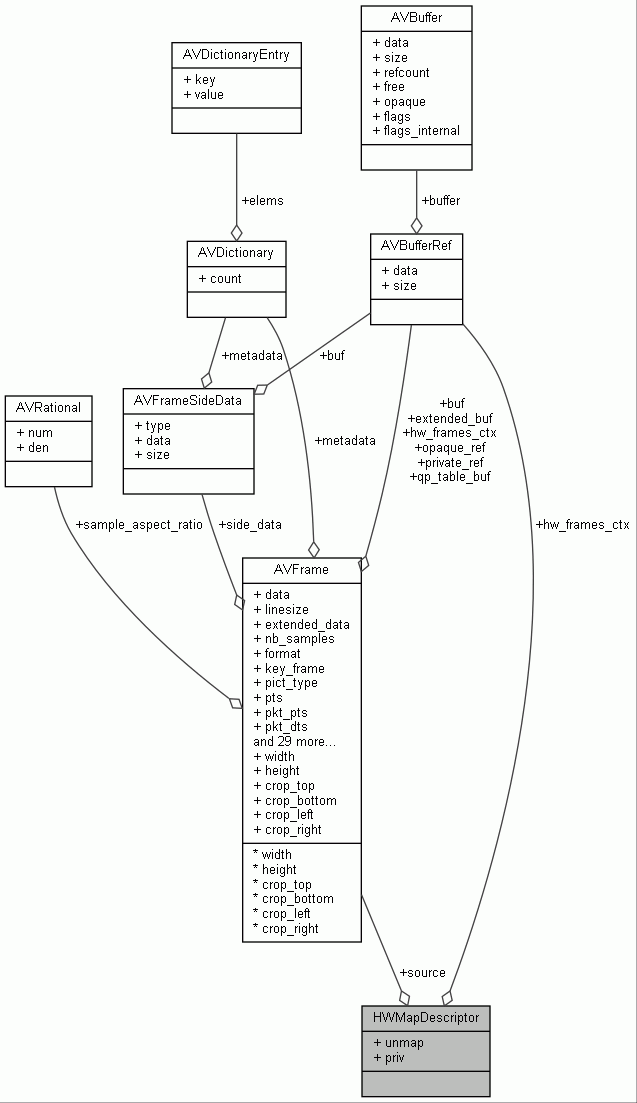 AVBuffer
+ data
+ size
+ refcount
+ free
+ opaque
+ flags
+ flags_internal
AVDictionaryEntry
+ key
+ value
+elems
+buffer
AVDictionary
+ count
AVBufferRef
+ data
+ size
+metadata
+buf
AVRational
+ num
+ den
AVFrameSideData
+ type
+ data
+ size
+metadata
+buf
+extended_buf
+hw_frames_ctx
+opaque_ref
+private_ref
+qp_table_buf
+sample_aspect_ratio
+side_data
+hw_frames_ctx
AVFrame
+ data
+ linesize
+ extended_data
+ nb_samples
+ format
+ key_frame
+ pict_type
+ pts
+ pkt_pts
+ pkt_dts
and 29 more...
+ width
+ height
+ crop_top
+ crop_bottom
+ crop_left
+ crop_right
* width
* height
* crop_top
* crop_bottom
* crop_left
* crop_right
+source
HWMapDescriptor
+ unmap
+ priv